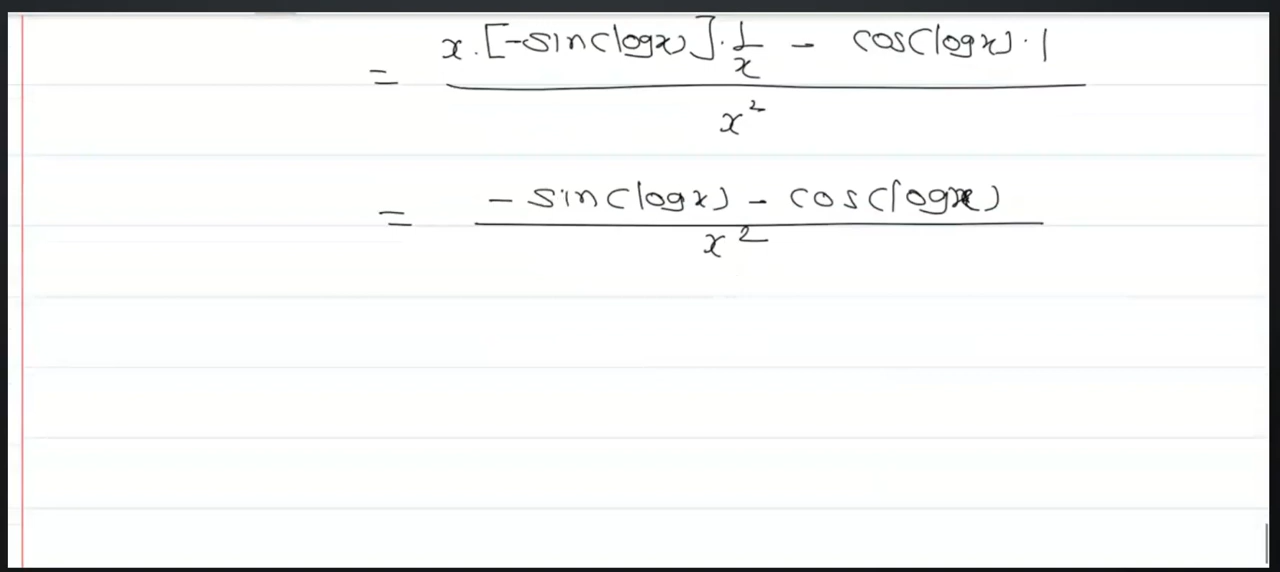 = x.[-sin(logx)].1/x - cos(logx).1 / x²
= -sin(logx) - cos(logx) / x²